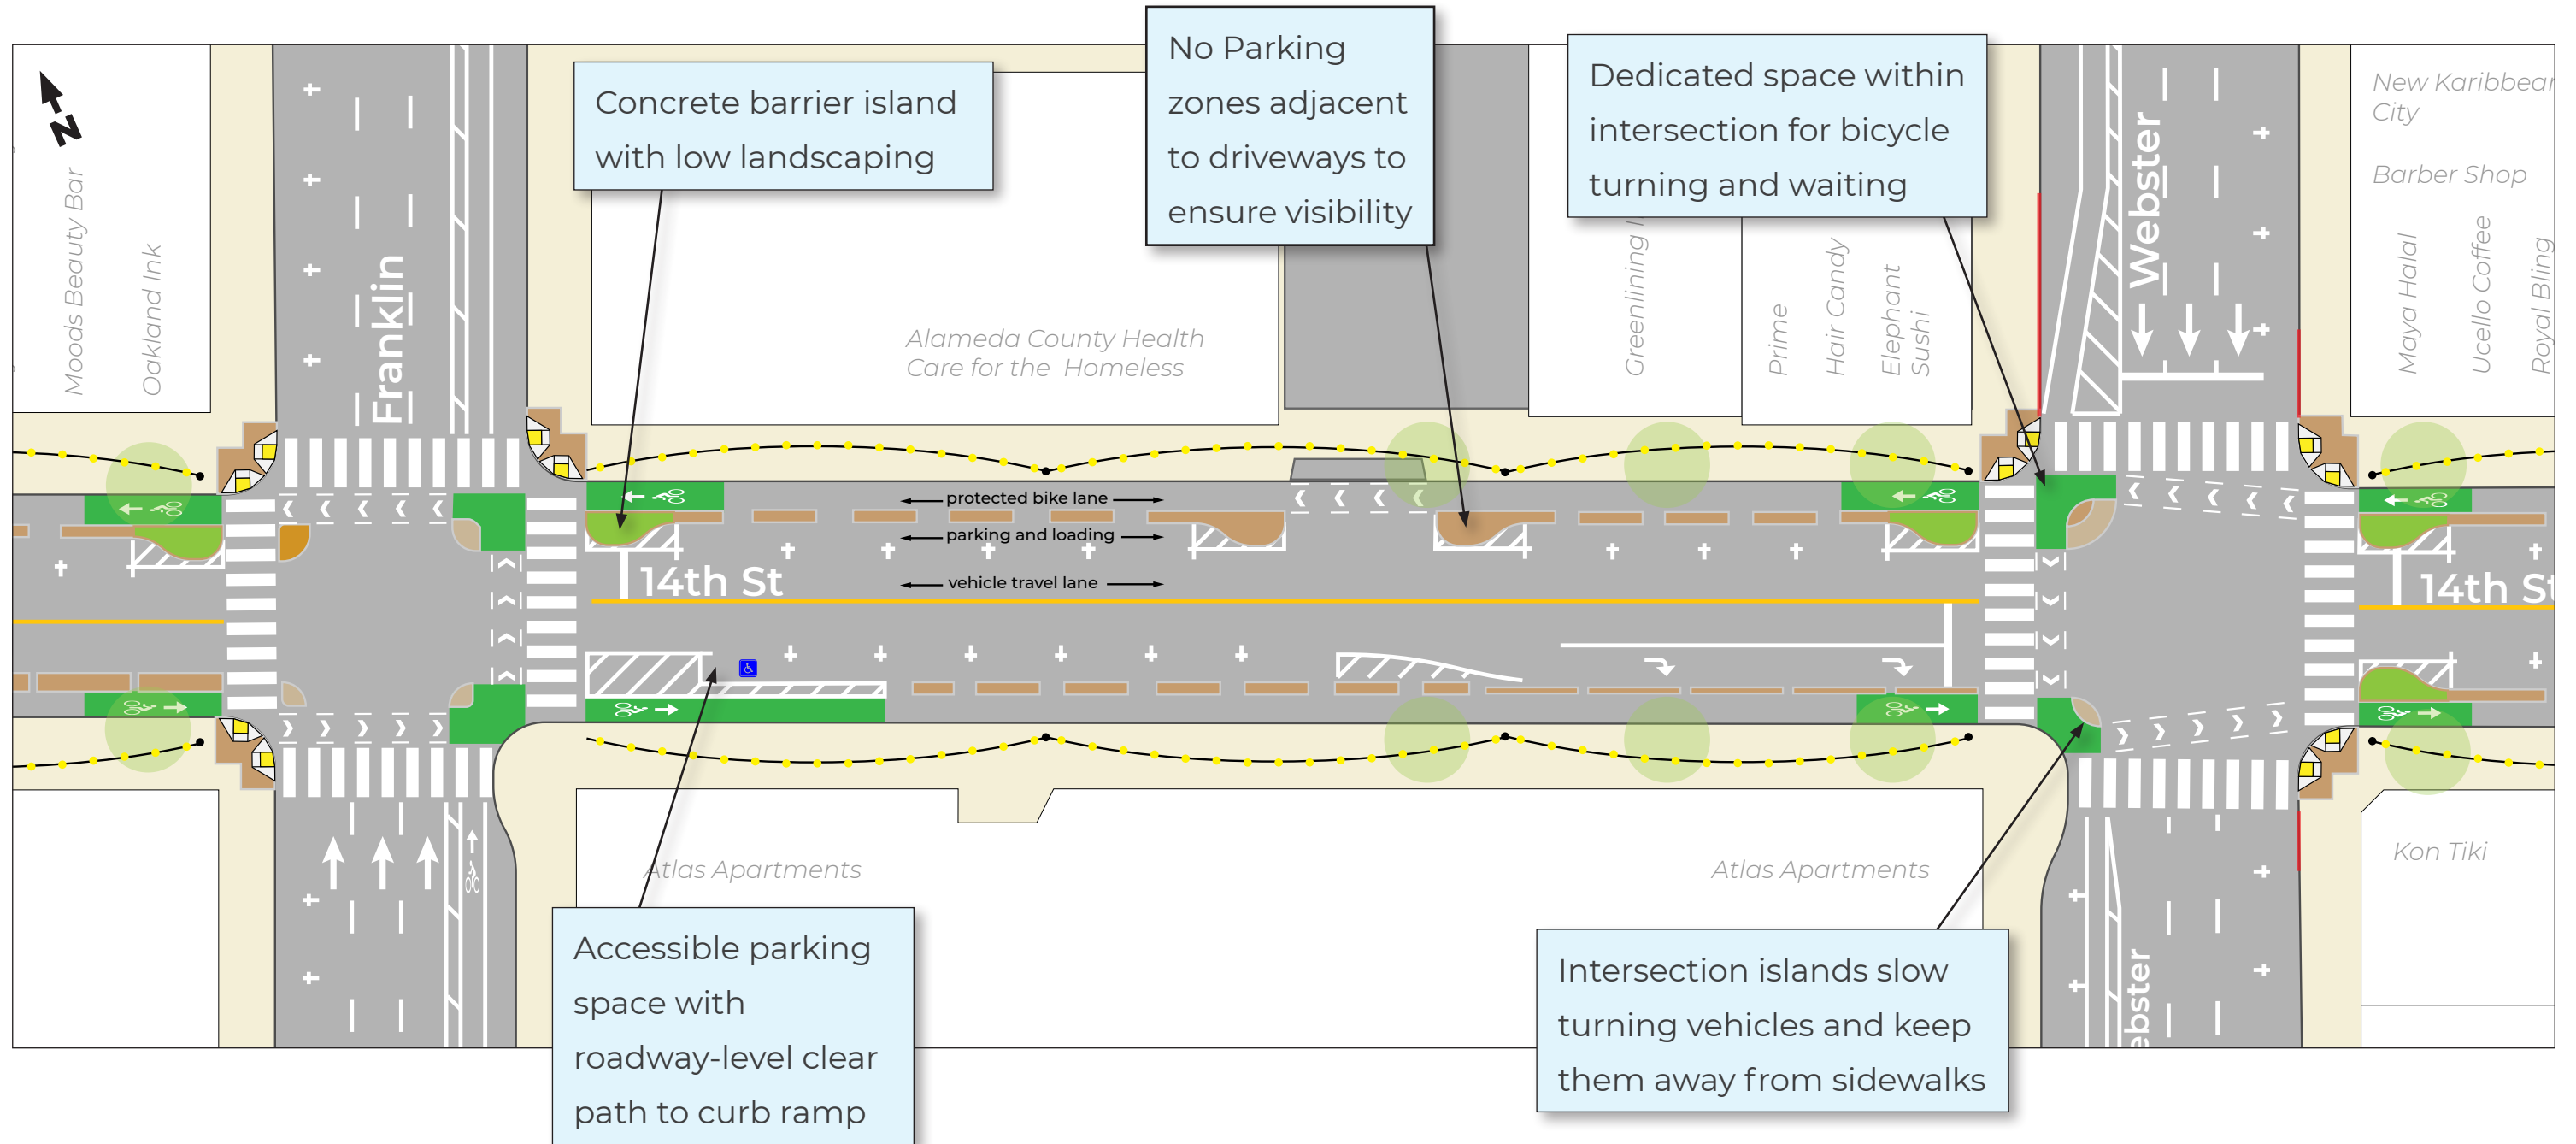 No Parking
zones adjacent
to driveways to
ensure visibility
Dedicated space within
intersection for bicycle
turning and waiting
Concrete barrier island
with low landscaping
New Karibbean
City
Barber Shop
N
Moods Beauty Bar
Oakland Ink
Franklin
Alameda County Health
Care for the  Homeless
Greenlining
Prime
Hair Candy
Elephant
Sushi
Webster
Maya Halal
Ucello Coffee
Royal Bling
protected bike lane
parking and loading
vehicle travel lane
14th St
14th St
Atlas Apartments
Atlas Apartments
Kon Tiki
Webster
Accessible parking
space with
roadway-level clear
path to curb ramp
Intersection islands slow
turning vehicles and keep
them away from sidewalks